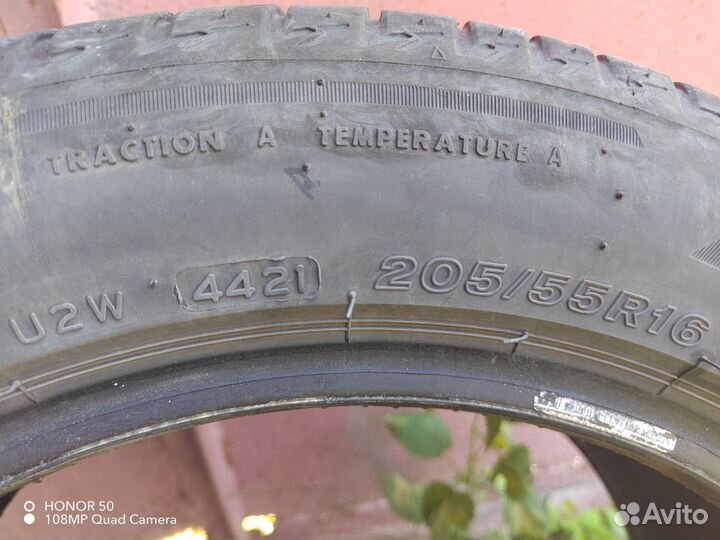 TRACTION A TEMPERATURE A
U2W 4421 205/55R16
HONOR 50
108MP Quad Camera
Avito